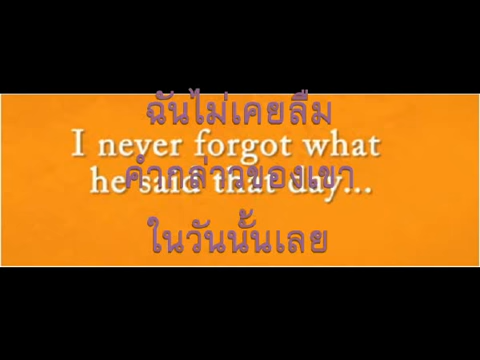 ฉันไม่เคยลืม
I never forgot what
คำกล่าวของเขา
he said that day...
ในวันนั้นเลย